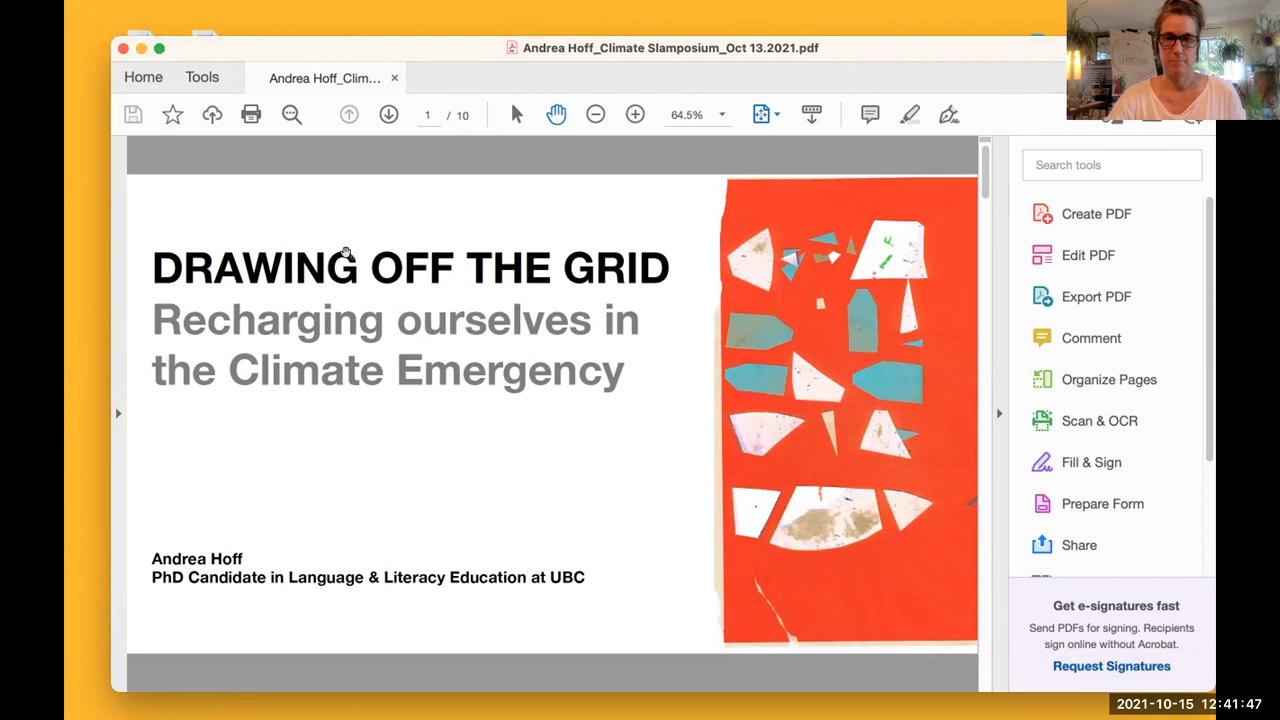 Andrea Hoff_Climate Slamposium_Oct 13.2021.pdf
Home
Tools
Andrea Hoff_Clim...
1 / 10
64.5%
Search tools
Create PDF
Edit PDF
Export PDF
Comment
Organize Pages
Scan & OCR
Fill & Sign
Prepare Form
Share
DRAWING OFF THE GRID
Recharging ourselves in
the Climate Emergency
Andrea Hoff
PhD Candidate in Language & Literacy Education at UBC
Get e-signatures fast
Send PDFs for signing. Recipients
sign online without Acrobat.
Request Signatures
2021-10-15 12:41:47